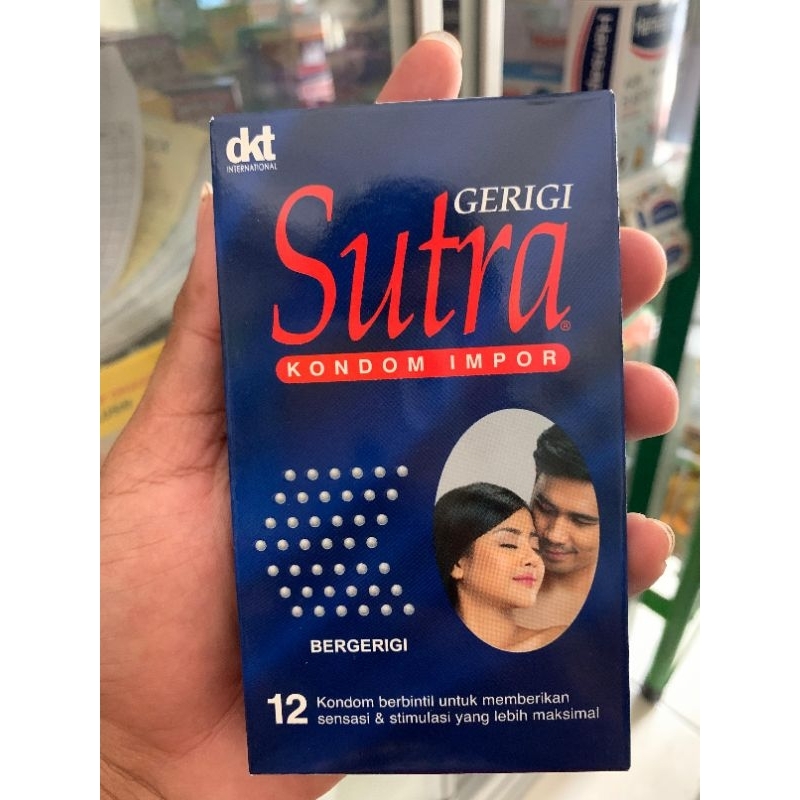 dkt
INTERNATIONAL
GERIGI
Sutra®
KONDOM IMPOR
BERGERIGI
12 Kondom berbintil untuk memberikan
sensasi & stimulasi yang lebih maksimal